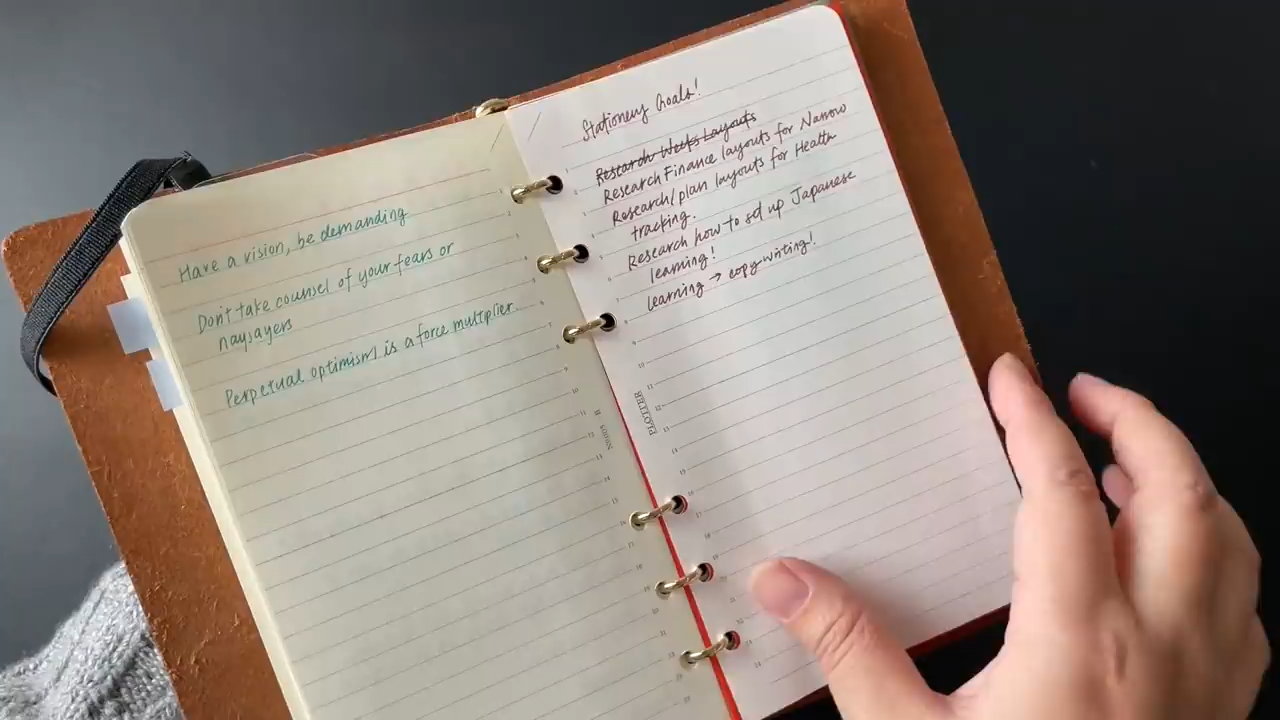 Have a vision, be demanding
Don't take counsel of your fears or
naysayers
Perpetual optimism is a force multiplier
Stationery Goals!
Research Weeks Layouts
Research Finance layouts for Narrow
Research/plan layouts for Health
tracking.
Research how to set up Japanese
learning!
learning → copywriting!
PLOTTER